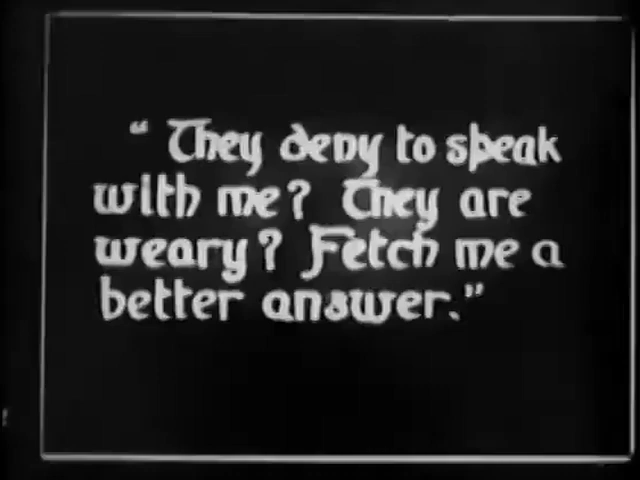 “ They deny to speak
with me? They are
weary? Fetch me a
better answer.”